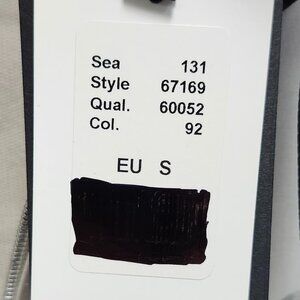 Sea 131
Style 67169
Qual. 60052
Col. 92
EU S